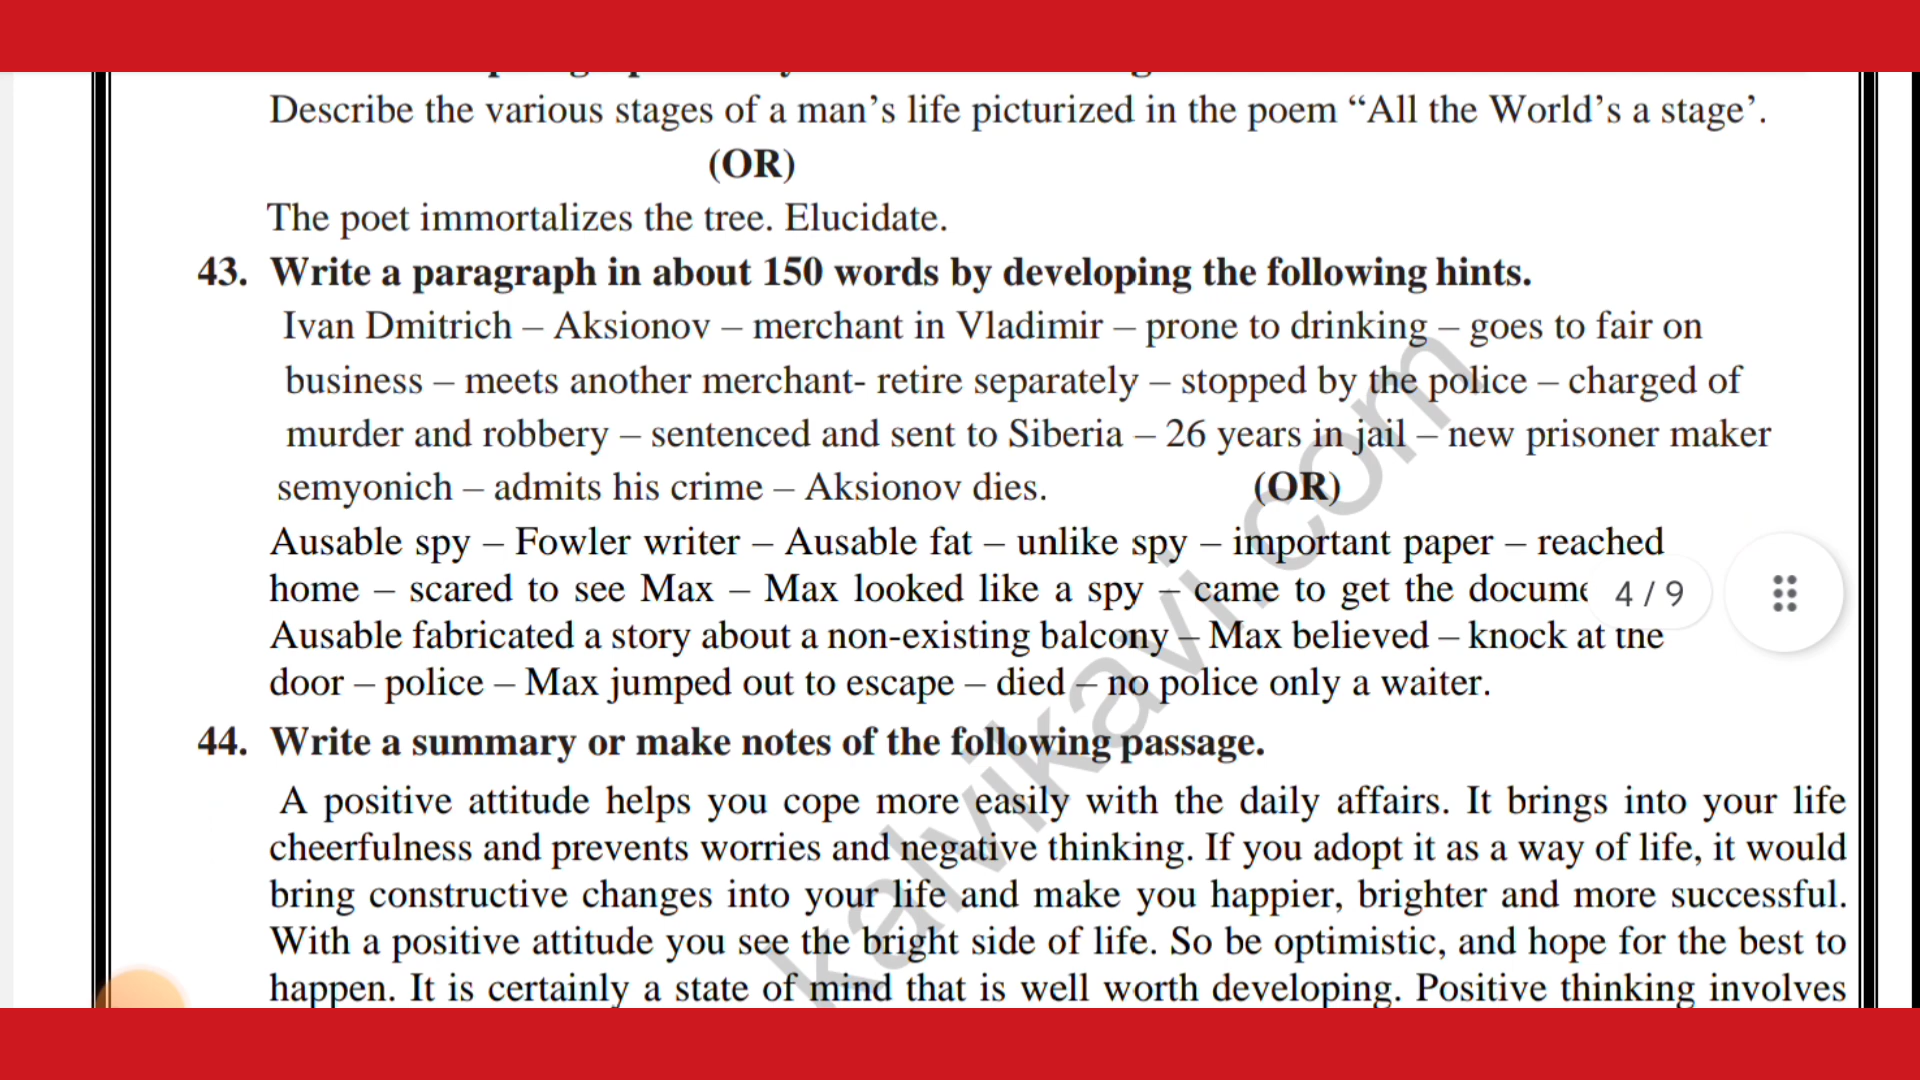 Describe the various stages of a man’s life picturized in the poem “All the World’s a stage’.
(OR)
The poet immortalizes the tree. Elucidate.
43. Write a paragraph in about 150 words by developing the following hints.
Ivan Dmitrich – Aksionov – merchant in Vladimir – prone to drinking – goes to fair on
business – meets another merchant- retire separately – stopped by the police – charged of
murder and robbery – sentenced and sent to Siberia – 26 years in jail – new prisoner maker
semyonich – admits his crime – Aksionov dies. (OR)
Ausable spy – Fowler writer – Ausable fat – unlike spy – important paper – reached
home – scared to see Max – Max looked like a spy – came to get the docume 4 / 9
Ausable fabricated a story about a non-existing balcony – Max believed – knock at the
door – police – Max jumped out to escape – died – no police only a waiter.
44. Write a summary or make notes of the following passage.
A positive attitude helps you cope more easily with the daily affairs. It brings into your life
cheerfulness and prevents worries and negative thinking. If you adopt it as a way of life, it would
bring constructive changes into your life and make you happier, brighter and more successful.
With a positive attitude you see the bright side of life. So be optimistic, and hope for the best to
happen. It is certainly a state of mind that is well worth developing. Positive thinking involves
kalvikavi.com